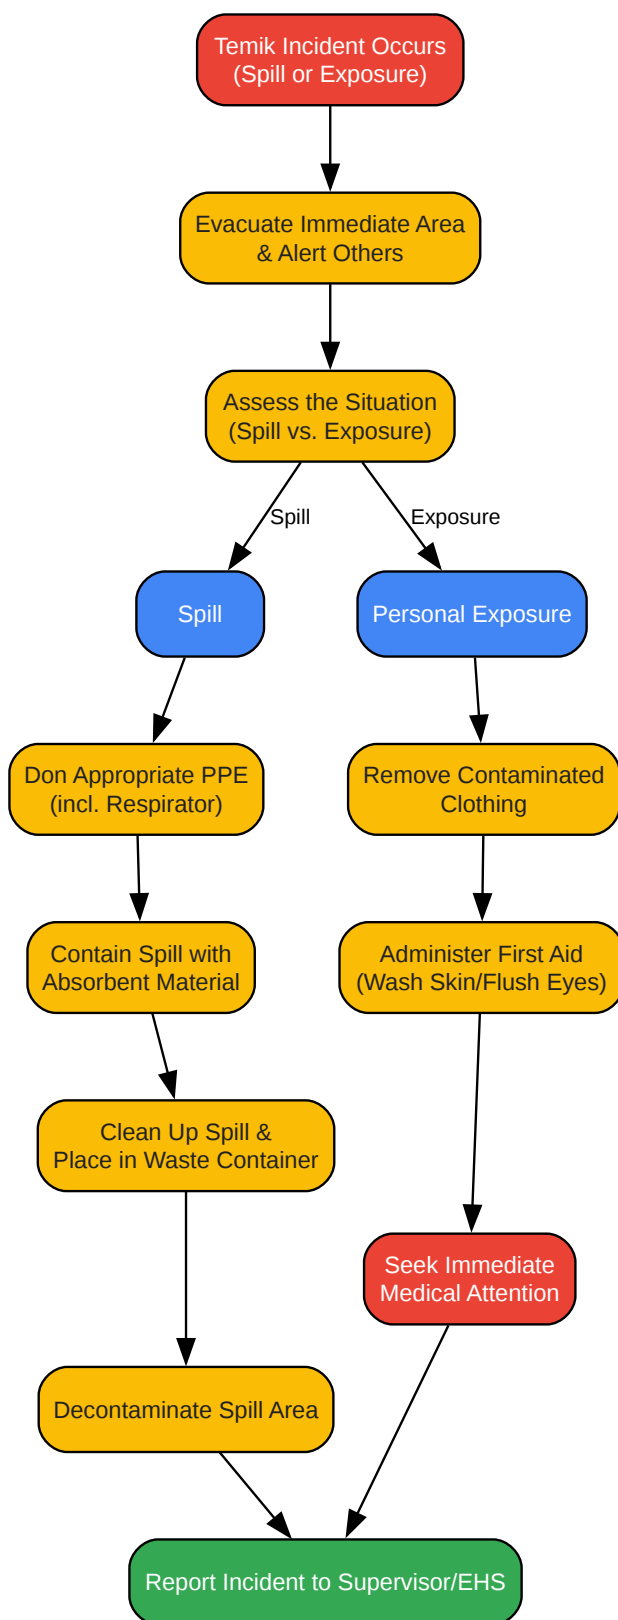 Temik Incident Occurs
(Spill or Exposure)
Evacuate Immediate Area
& Alert Others
Assess the Situation
(Spill vs. Exposure)
Spill
Exposure
Spill
Personal Exposure
Don Appropriate PPE
(incl. Respirator)
Remove Contaminated
Clothing
Contain Spill with
Absorbent Material
Administer First Aid
(Wash Skin/Flush Eyes)
Clean Up Spill &
Place in Waste Container
Seek Immediate
Medical Attention
Decontaminate Spill Area
Report Incident to Supervisor/EHS